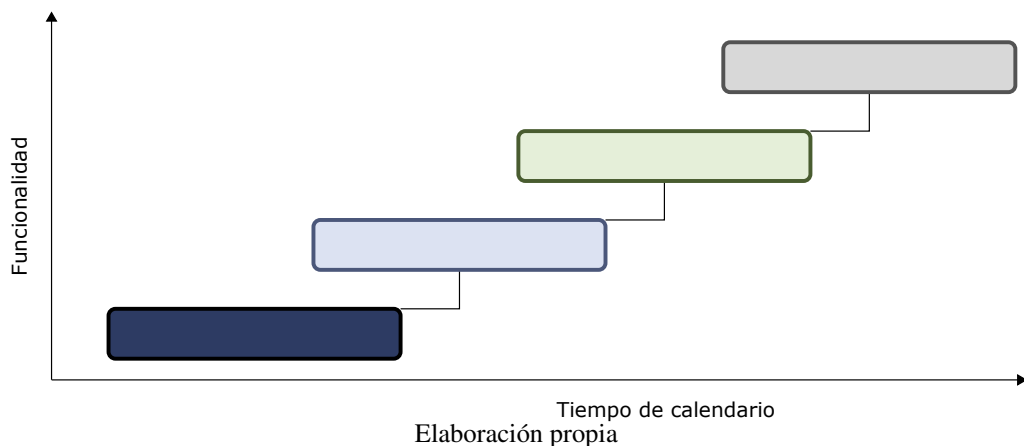 Funcionalidad
Tiempo de calendario
Elaboración propia